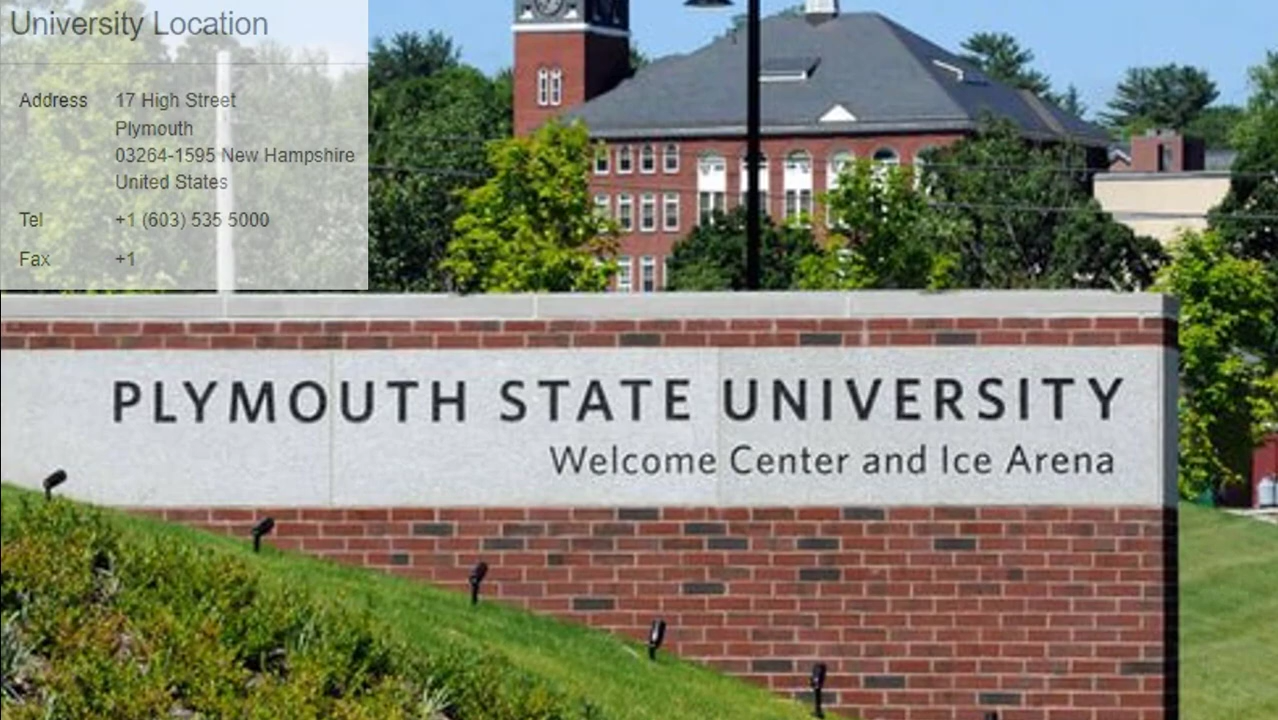 University Location
Address 17 High Street
Plymouth
03264-1595 New Hampshire
United States
Tel +1 (603) 535 5000
Fax +1
PLYMOUTH STATE UNIVERSITY
Welcome Center and Ice Arena